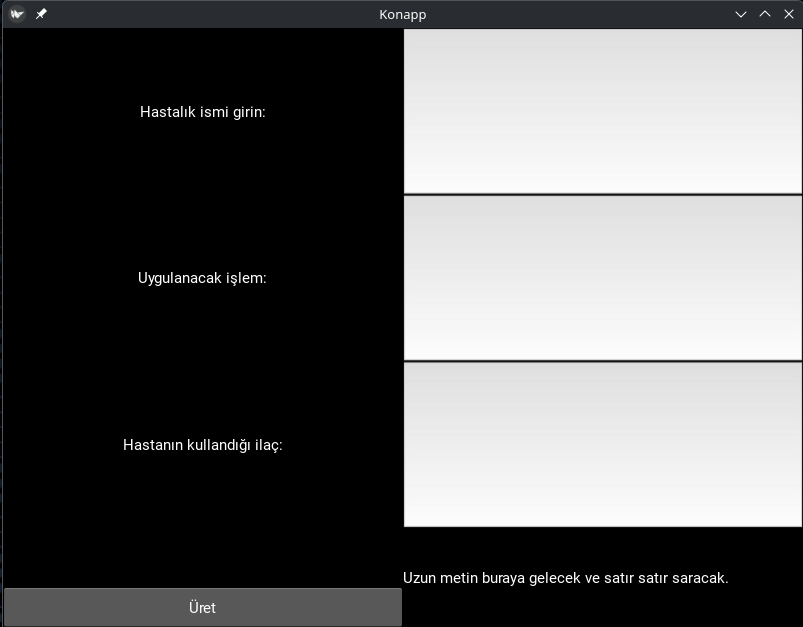 Konapp
Hastalık ismi girin:
Uygulanacak işlem:
Hastanın kullandığı ilaç:
Uzun metin buraya gelecek ve satır satır saracak.
Üret